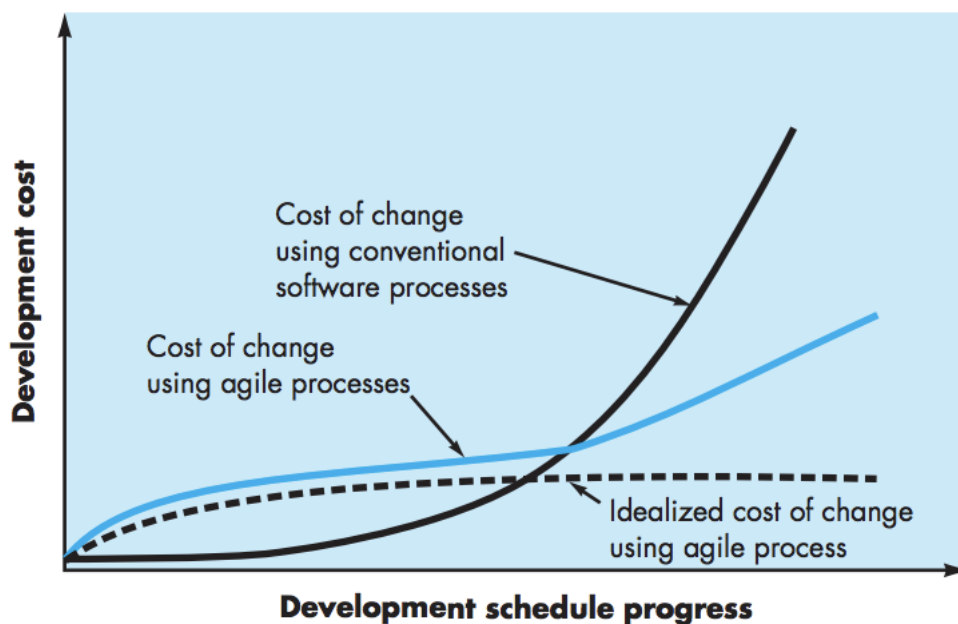 Development cost
Cost of change
using conventional
software processes
Cost of change
using agile processes
Idealized cost of change
using agile process
Development schedule progress